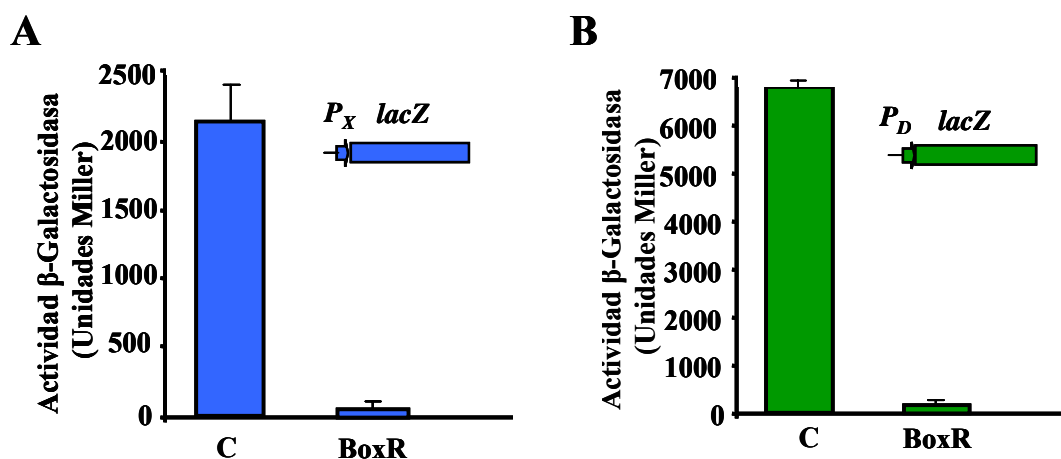 A
Actividad β-Galactosidasa
(Unidades Miller)
2500
2000
1500
1000
500
0
P_X lacZ
C
BoxR
B
Actividad β-Galactosidasa
(Unidades Miller)
7000
6000
5000
4000
3000
2000
1000
0
P_D lacZ
C
BoxR